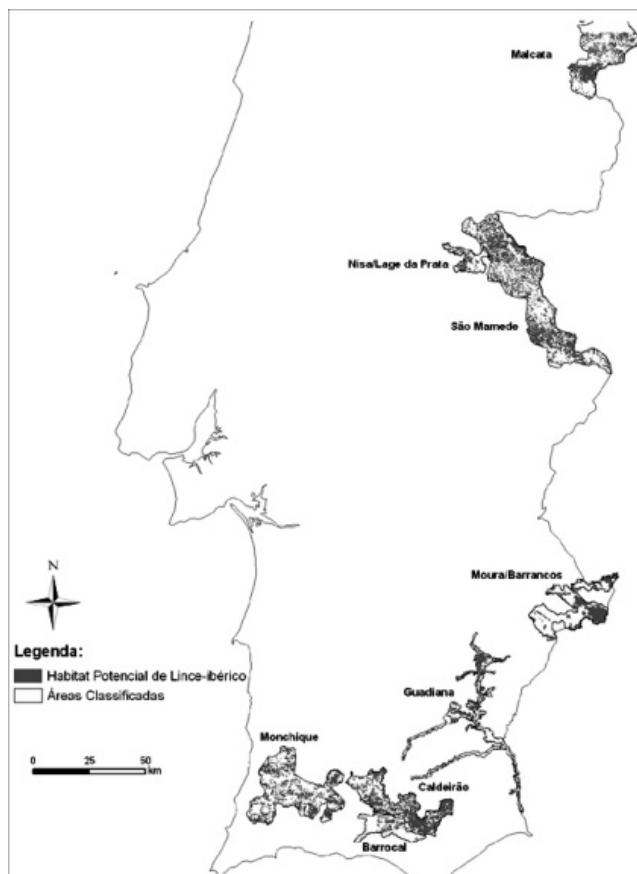 Malcata
Nisa/Lage da Prata
São Mamede
Moura/Barrancos
N
Legenda:
Habitat Potencial de Lince-ibérico
Áreas Classificadas
Guadiana
Monchique
0 25 50
km
Caldeirão
Barrocal